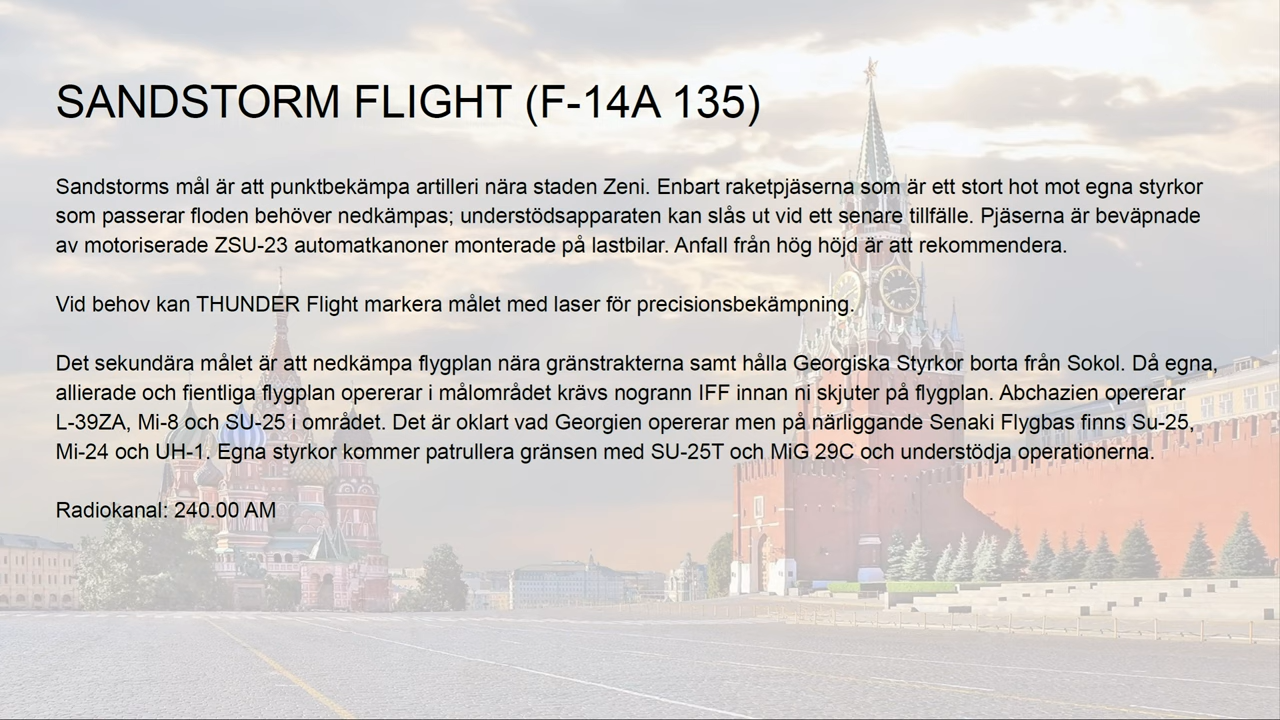 SANDSTORM FLIGHT (F-14A 135)
Sandstorms mål är att punktbekämpa artilleri nära staden Zeni. Enbart raketpjäserna som är ett stort hot mot egna styrkor
som passerar floden behöver nedkämpas; understödsapparaten kan slås ut vid ett senare tillfälle. Pjäserna är beväpnade
av motoriserade ZSU-23 automatkanoner monterade på lastbilar. Anfall från hög höjd är att rekommendera.
Vid behov kan THUNDER Flight markera målet med laser för precisionsbekämpning.
Det sekundära målet är att nedkämpa flygplan nära gränstrakterna samt hålla Georgiska Styrkor borta från Sokol. Då egna,
allierade och fientliga flygplan opererar i målområdet krävs nogrann IFF innan ni skjuter på flygplan. Abchazien opererar
L-39ZA, Mi-8 och SU-25 i området. Det är oklart vad Georgien opererar men på närliggande Senaki Flygbas finns Su-25,
Mi-24 och UH-1. Egna styrkor kommer patrullera gränsen med SU-25T och MiG 29C och understödja operationerna.
Radiokanal: 240.00 AM